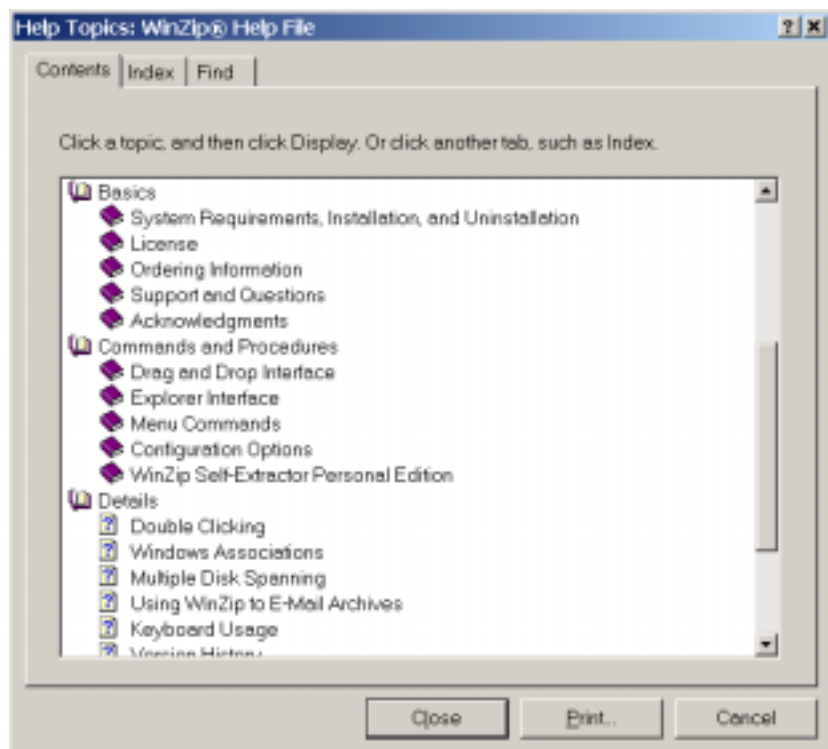 Help Topics: WinZip® Help File
Contents Index Find
Click a topic, and then click Display. Or click another tab, such as Index.
Basics
System Requirements, Installation, and Uninstallation
License
Ordering Information
Support and Questions
Acknowledgments
Commands and Procedures
Drag and Drop Interface
Explorer Interface
Menu Commands
Configuration Options
WinZip Self-Extractor Personal Edition
Details
Double Clicking
Windows Associations
Multiple Disk Spanning
Using WinZip to E-Mail Archives
Keyboard Usage
Version History
Close Print... Cancel